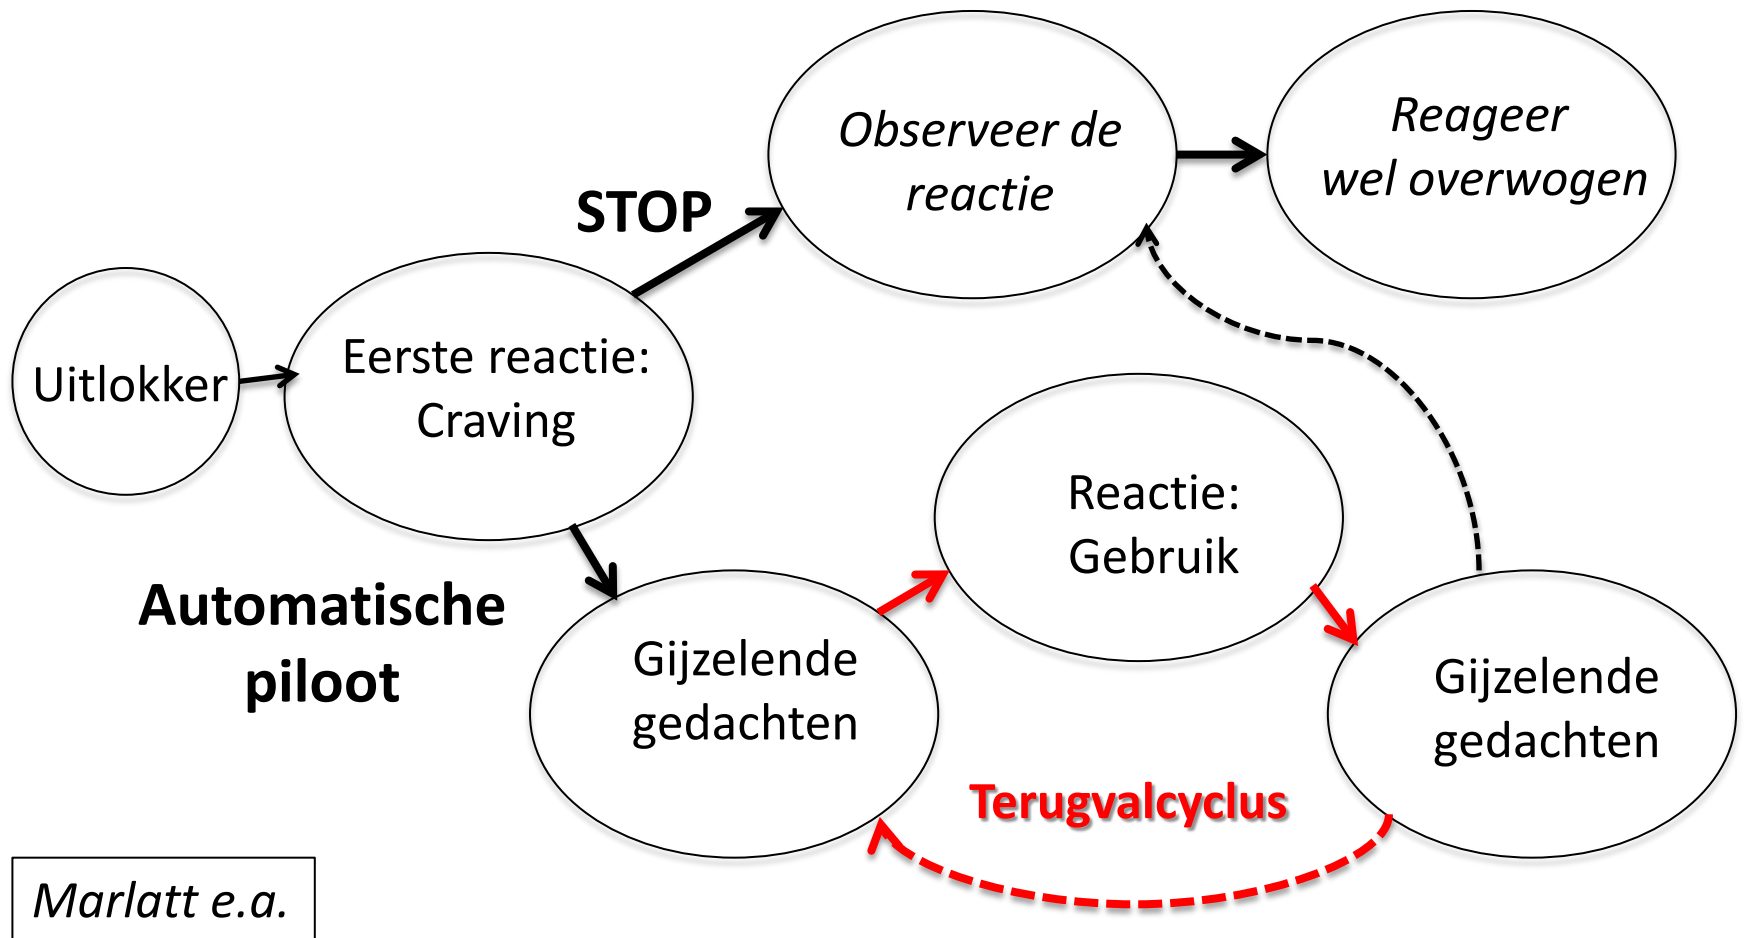 Observeer de
reactie
Reageer
wel overwogen
STOP
Uitlokker
Eerste reactie:
Craving
Reactie:
Gebruik
Automatische
piloot
Gijzelende
gedachten
Gijzelende
gedachten
Terugvalcyclus
Marlatt e.a.